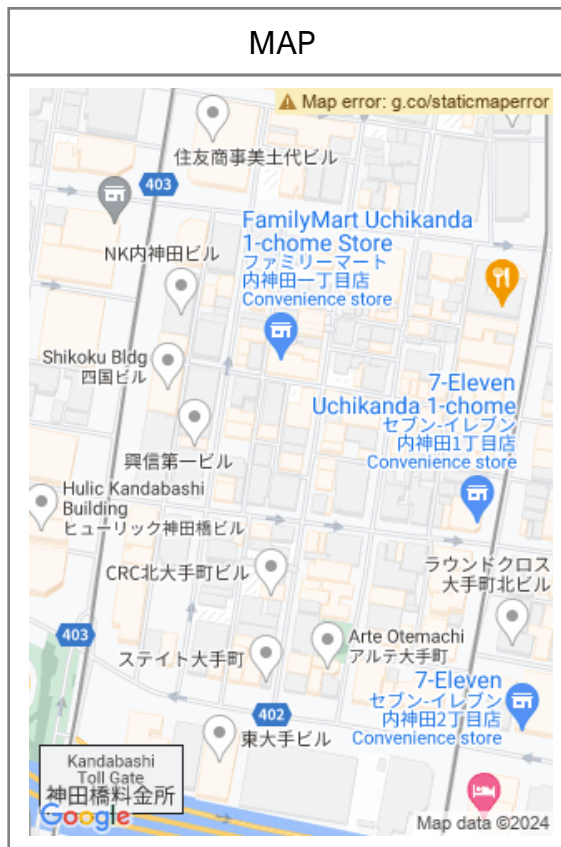 MAP
Map error: g.co/staticmaperror
住友商事美土代ビル
403
FamilyMart Uchikanda
1-chome Store
ファミリーマート
内神田一丁目店
Convenience store
NK内神田ビル
Shikoku Bldg
四国ビル
7-Eleven
Uchikanda 1-chome
セブン-イレブン
内神田1丁目店
Convenience store
興信第一ビル
Hulic Kandabashi
Building
ヒューリック神田橋ビル
CRC北大手町ビル
ラウンドクロス
大手町北ビル
403
Arte Otemachi
アルテ大手町
ステイト大手町
7-Eleven
セブン-イレブン
内神田2丁目店
Convenience store
402
東大手ビル
Kandabashi
Toll Gate
神田橋料金所
Google
Map data ©2024